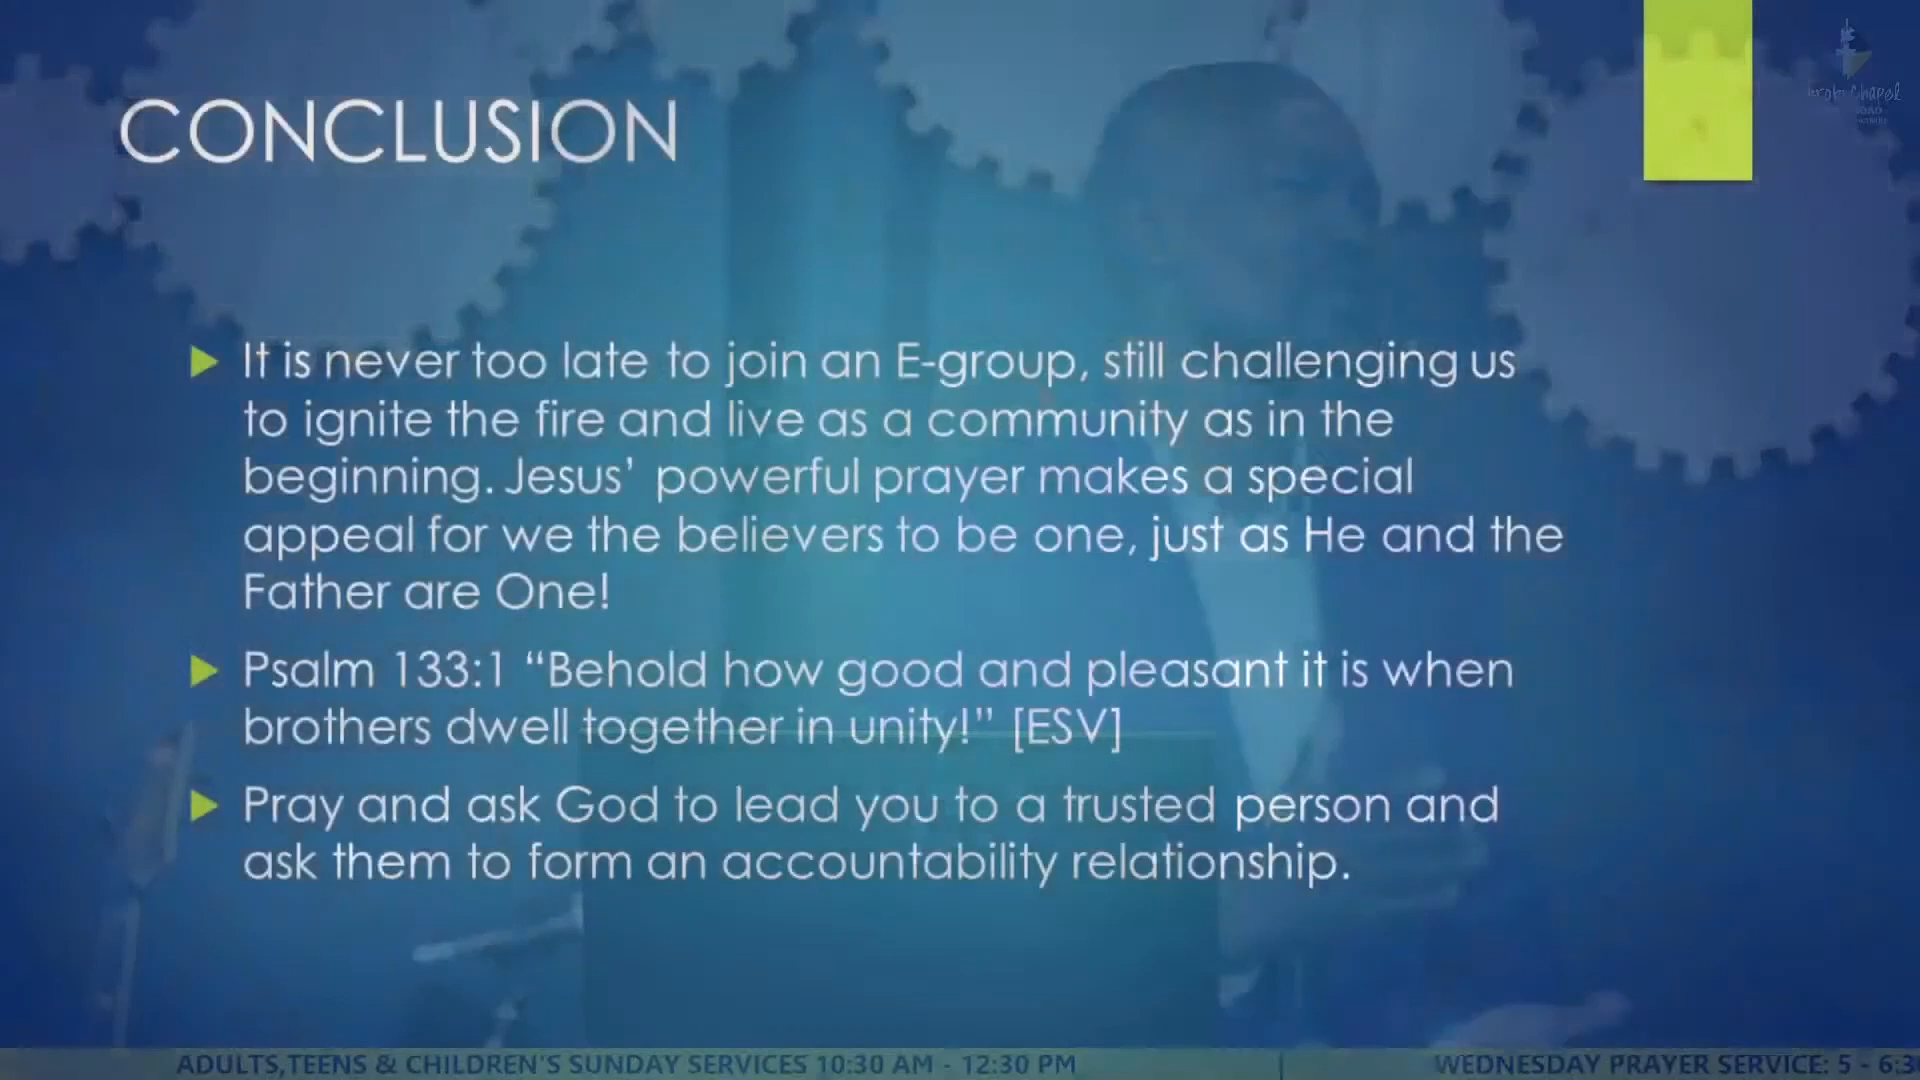 CONCLUSION
It is never too late to join an E-group, still challenging us
to ignite the fire and live as a community as in the
beginning. Jesus’ powerful prayer makes a special
appeal for we the believers to be one, just as He and the
Father are One!
Psalm 133:1 “Behold how good and pleasant it is when
brothers dwell together in unity!” [ESV]
Pray and ask God to lead you to a trusted person and
ask them to form an accountability relationship.
Chapel
ADULTS,TEENS & CHILDREN'S SUNDAY SERVICES 10:30 AM - 12:30 PM | WEDNESDAY PRAYER SERVICE: 5 -